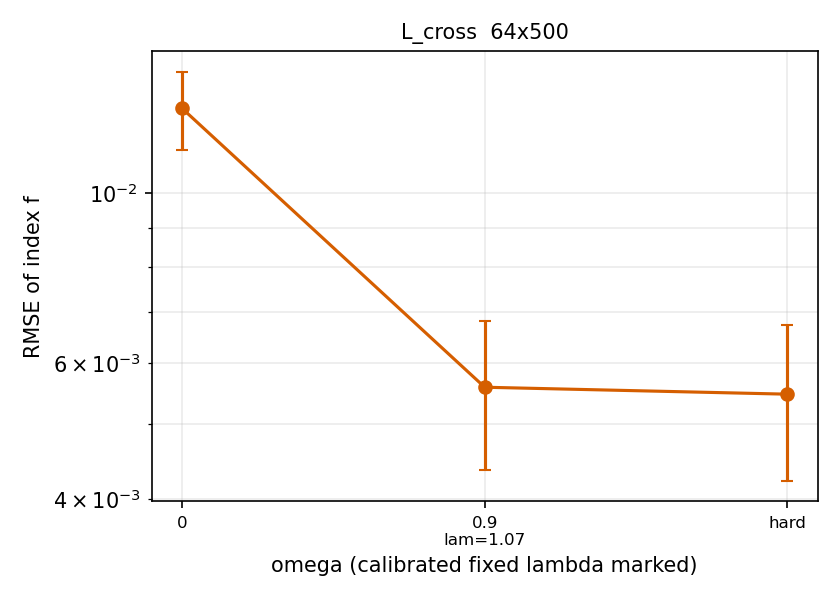 L_cross 64x500
RMSE of index f
10⁻²
6 × 10⁻³
4 × 10⁻³
0
0.9
lam=1.07
hard
omega (calibrated fixed lambda marked)